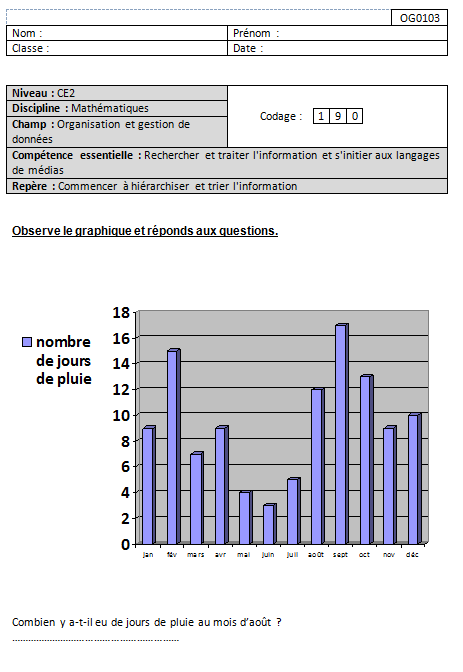 OG0103
Nom :
Prénom :
Classe :
Date :
Niveau : CE2
Discipline : Mathématiques
Champ : Organisation et gestion de
données
Codage : 1 9 0
Compétence essentielle : Rechercher et traiter l'information et s'initier aux langages
de médias
Repère : Commencer à hiérarchiser et trier l'information
Observe le graphique et réponds aux questions.
nombre
de jours
de pluie
18
16
14
12
10
8
6
4
2
0
jan fév mars avr mai juin juil août sept oct nov déc
Combien y a-t-il eu de jours de pluie au mois d'août ?
............................................................